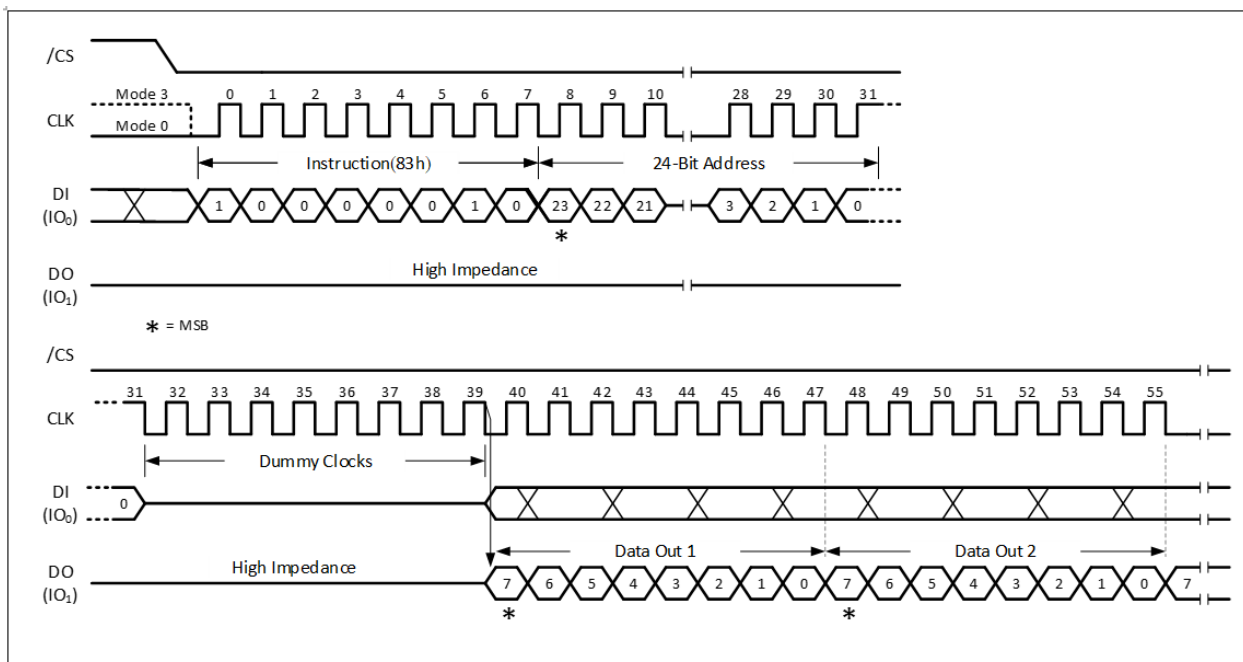 /CS
Mode 3 0 1 2 3 4 5 6 7 8 9 10 28 29 30 31
CLK
Mode 0
Instruction(83h) 24-Bit Address
DI
(IO₀) 1 0 0 0 0 0 1 0 23 22 21 3 2 1 0
*
High Impedance
DO
(IO₁)
* = MSB
/CS
31 32 33 34 35 36 37 38 39 40 41 42 43 44 45 46 47 48 49 50 51 52 53 54 55
CLK
Dummy Clocks
DI
(IO₀) 0
Data Out 1 Data Out 2
High Impedance
DO
(IO₁) 7 6 5 4 3 2 1 0 7 6 5 4 3 2 1 0 7
* *